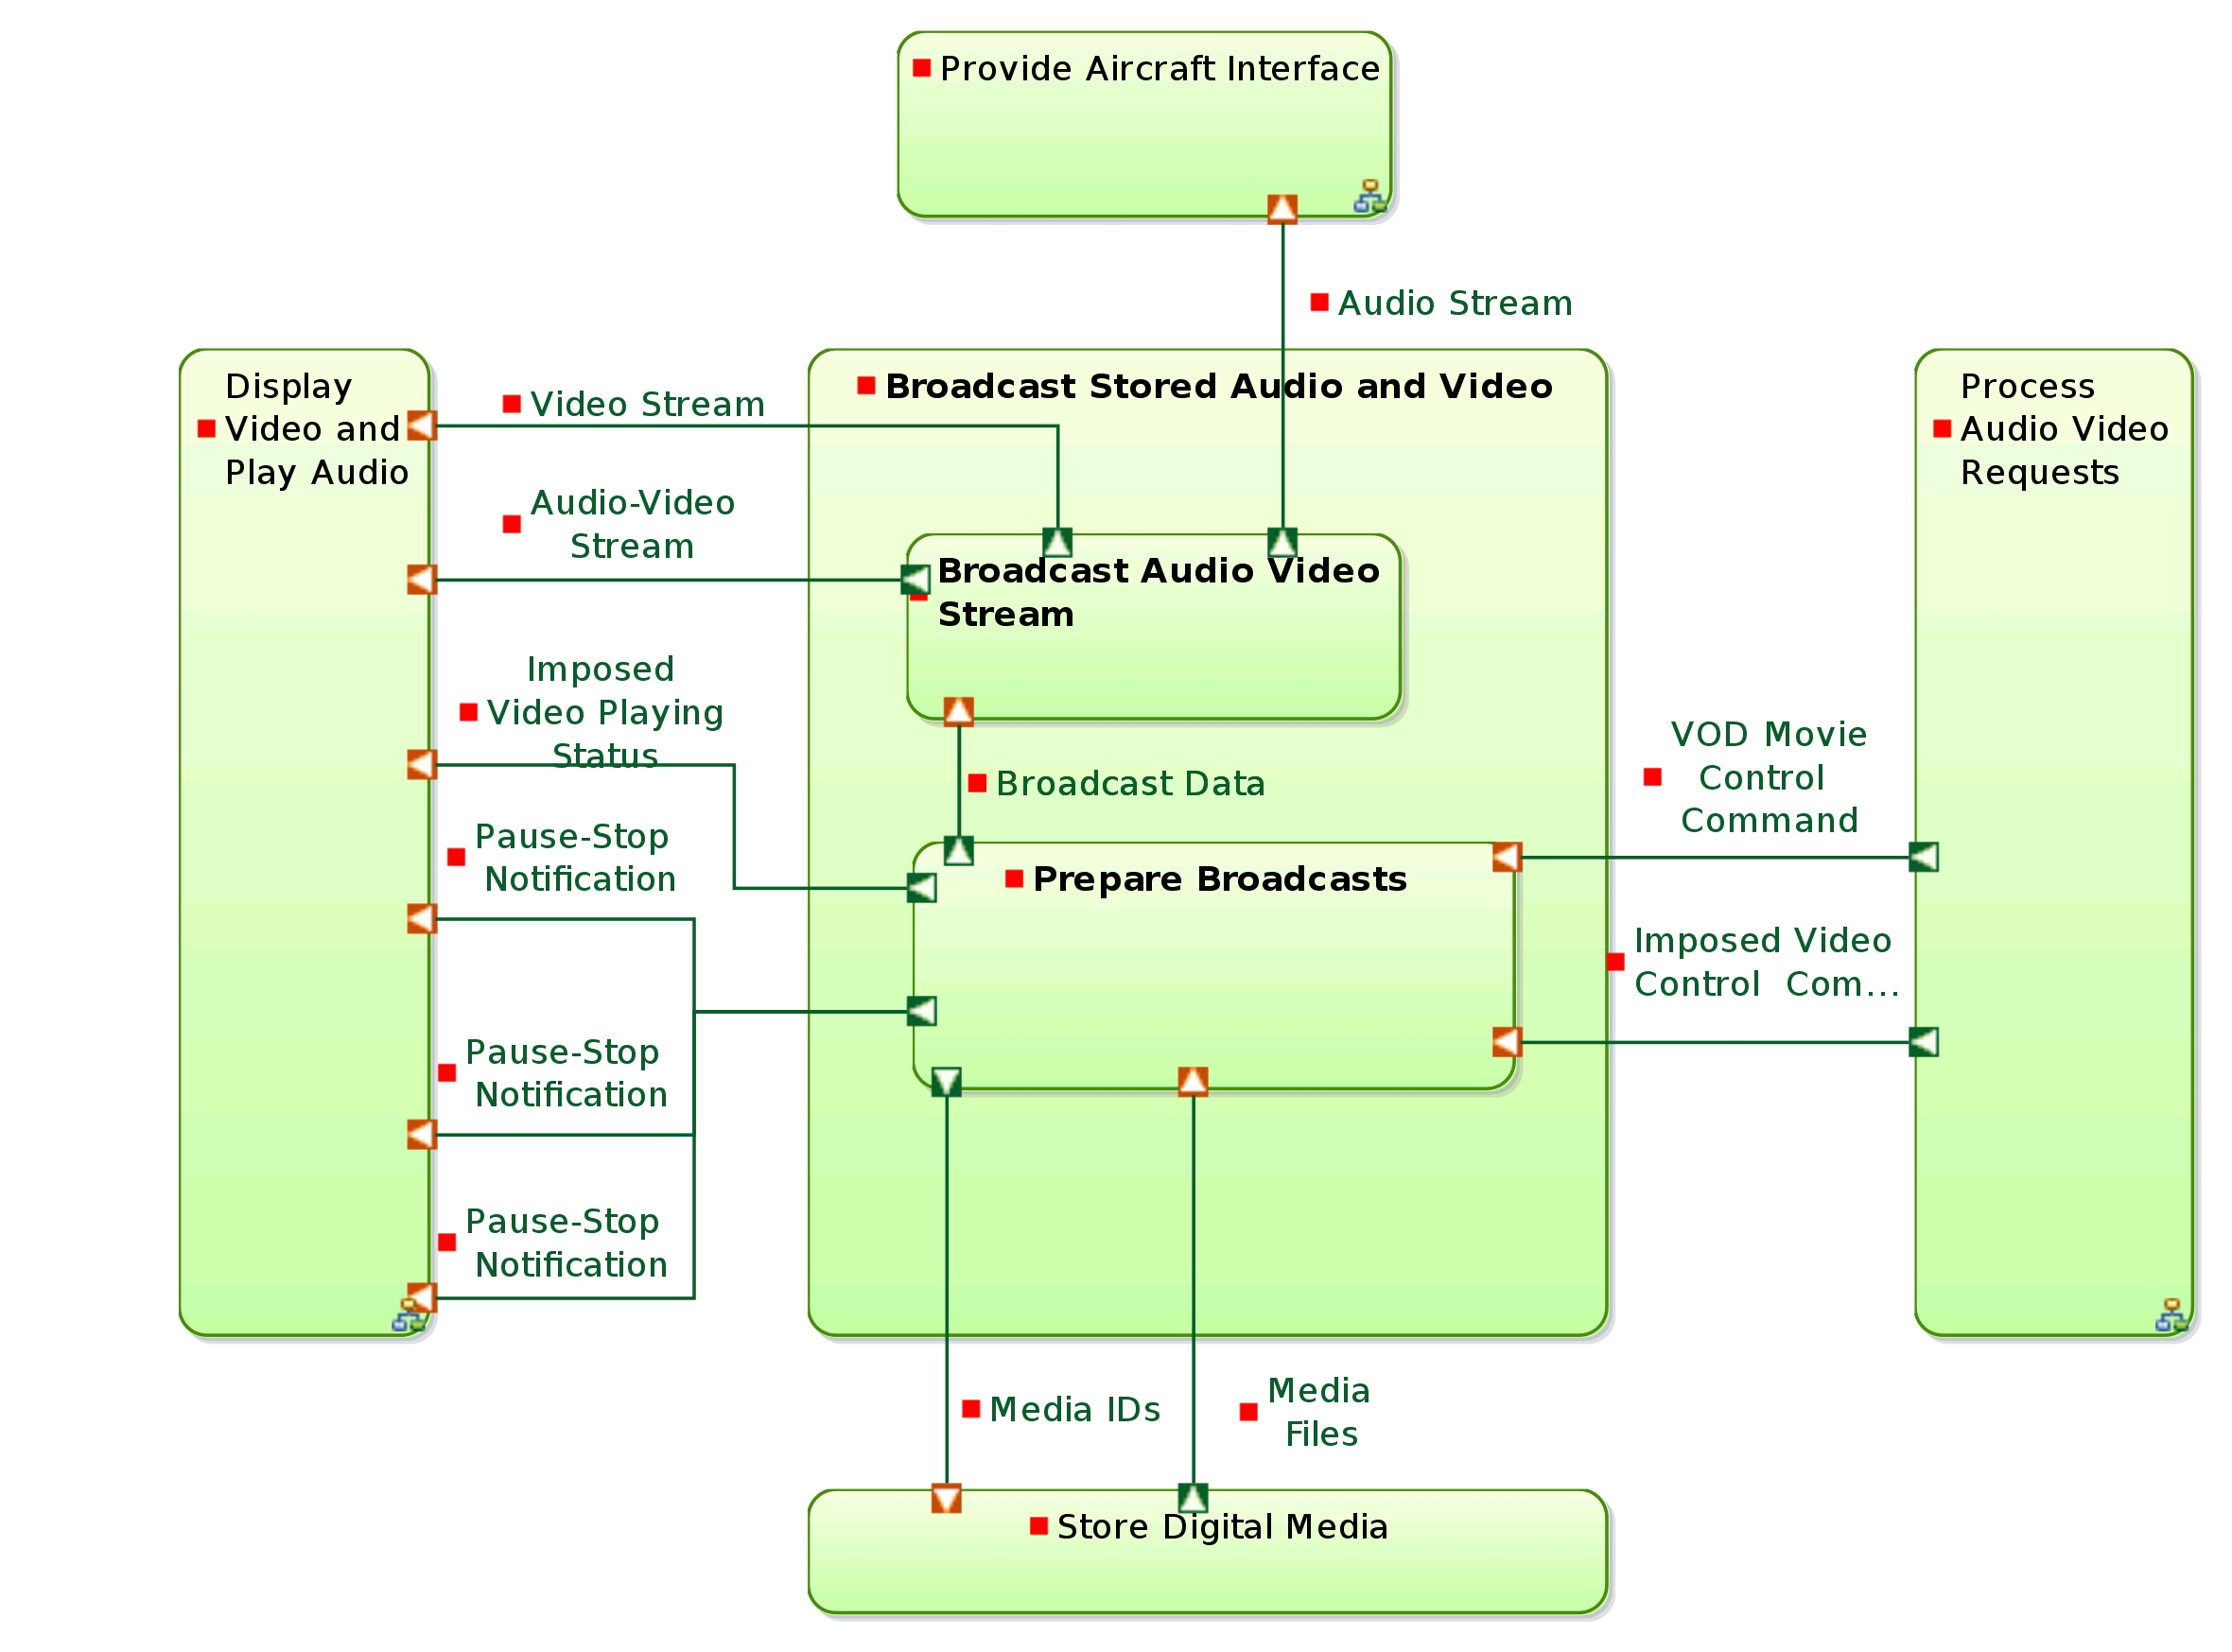 Provide Aircraft Interface
Audio Stream
Display
Video and
Play Audio
Video Stream
Broadcast Stored Audio and Video
Process
Audio Video
Requests
Audio-Video
Stream
Broadcast Audio Video
Stream
Imposed
Video Playing
Status
Broadcast Data
VOD Movie
Control
Command
Pause-Stop
Notification
Prepare Broadcasts
Imposed Video
Control Com...
Pause-Stop
Notification
Pause-Stop
Notification
Media IDs
Media
Files
Store Digital Media